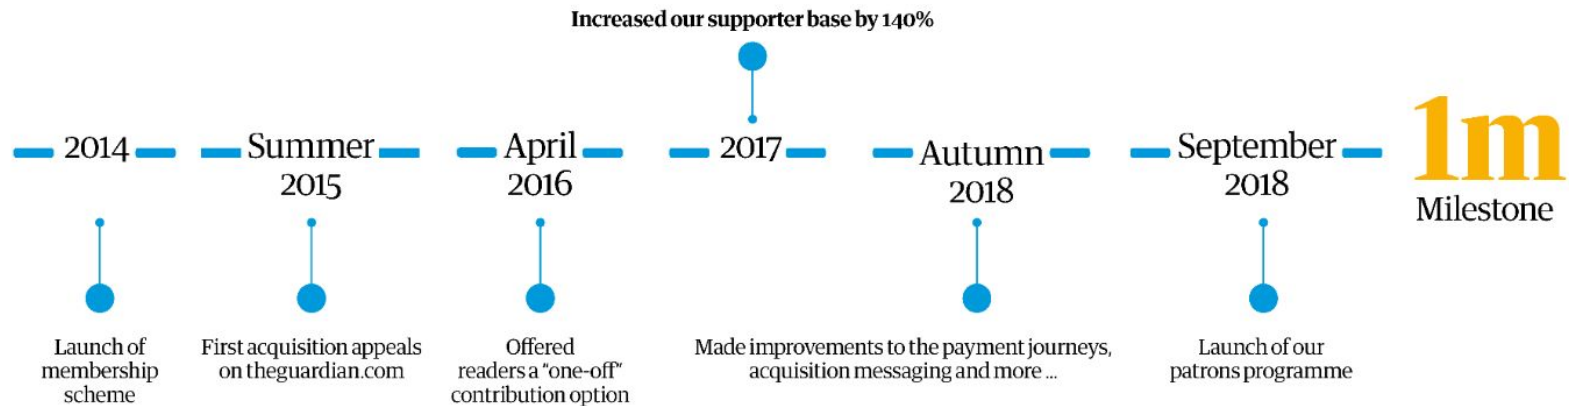 Increased our supporter base by 140%
2014
Summer
2015
April
2016
2017
Autumn
2018
September
2018
1m
Milestone
Launch of
membership
scheme
First acquisition appeals
on theguardian.com
Offered
readers a "one-off"
contribution option
Made improvements to the payment journeys,
acquisition messaging and more ...
Launch of our
patrons programme